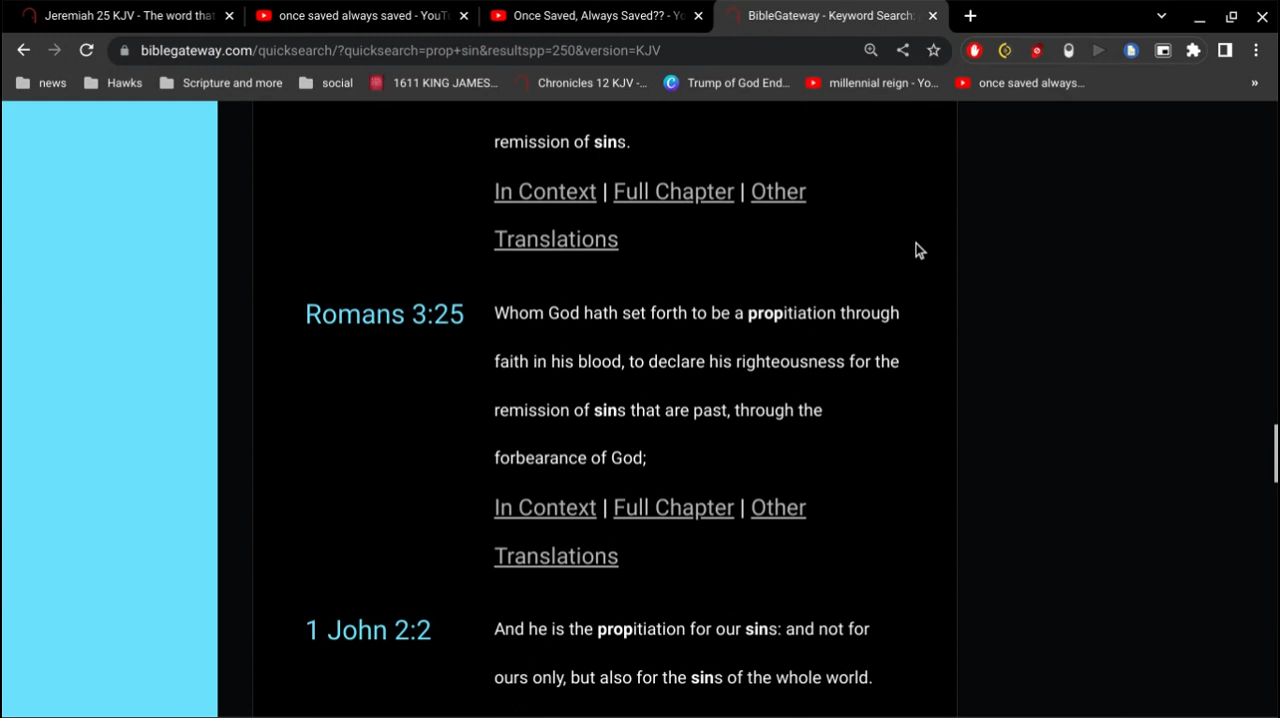 Jeremiah 25 KJV - The word that
once saved always saved - YouT
Once Saved, Always Saved?? - Yo
BibleGateway - Keyword Search:
biblegateway.com/quicksearch/?quicksearch=prop+sin&resultspp=250&version=KJV
news
Hawks
Scripture and more
social
1611 KING JAMES...
Chronicles 12 KJV -...
Trump of God End...
millennial reign - Yo...
once saved always...
»
remission of sins.
In Context | Full Chapter | Other
Translations
Romans 3:25
Whom God hath set forth to be a propitiation through
faith in his blood, to declare his righteousness for the
remission of sins that are past, through the
forbearance of God;
In Context | Full Chapter | Other
Translations
1 John 2:2
And he is the propitiation for our sins: and not for
ours only, but also for the sins of the whole world.